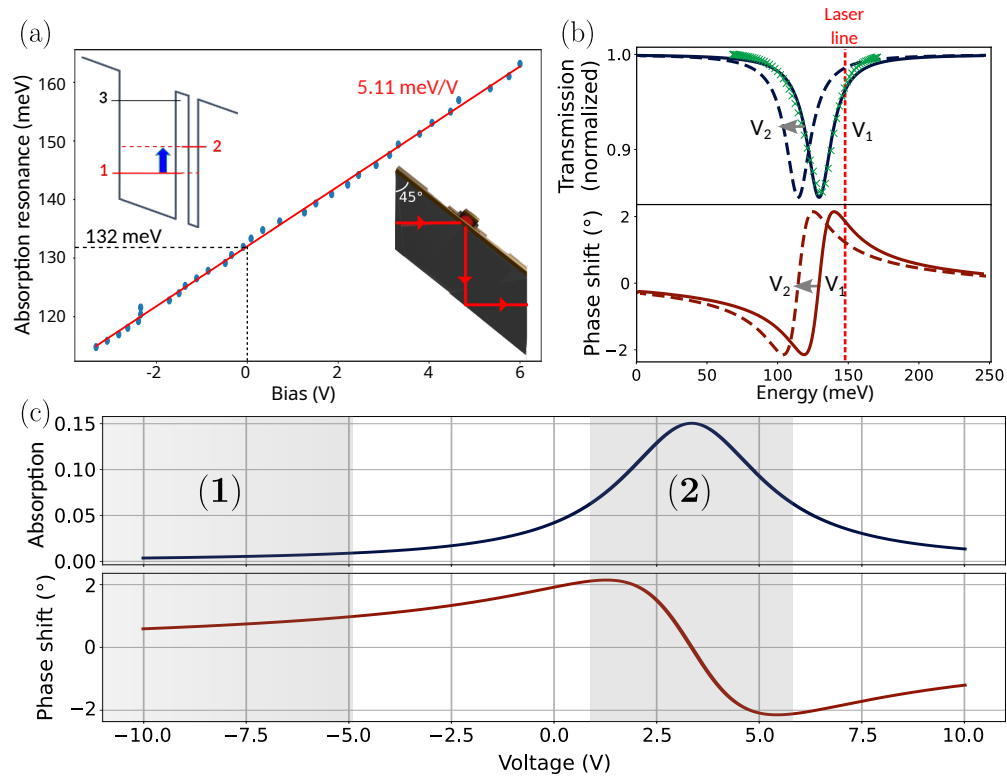 (a)
Absorption resonance (meV)
160
150
140
130
120
132 meV
5.11 meV/V
3
2
1
45°
-2
0
2
4
6
Bias (V)
(b)
Laser
line
Transmission
(normalized)
1.0
0.9
V2
V1
Phase shift (°)
2
0
−2
V2
V1
0
50
100
150
200
250
Energy (meV)
(c)
Absorption
0.15
0.10
0.05
0.00
(1)
(2)
Phase shift (°)
2
0
−2
−10.0
−7.5
−5.0
−2.5
0.0
2.5
5.0
7.5
10.0
Voltage (V)